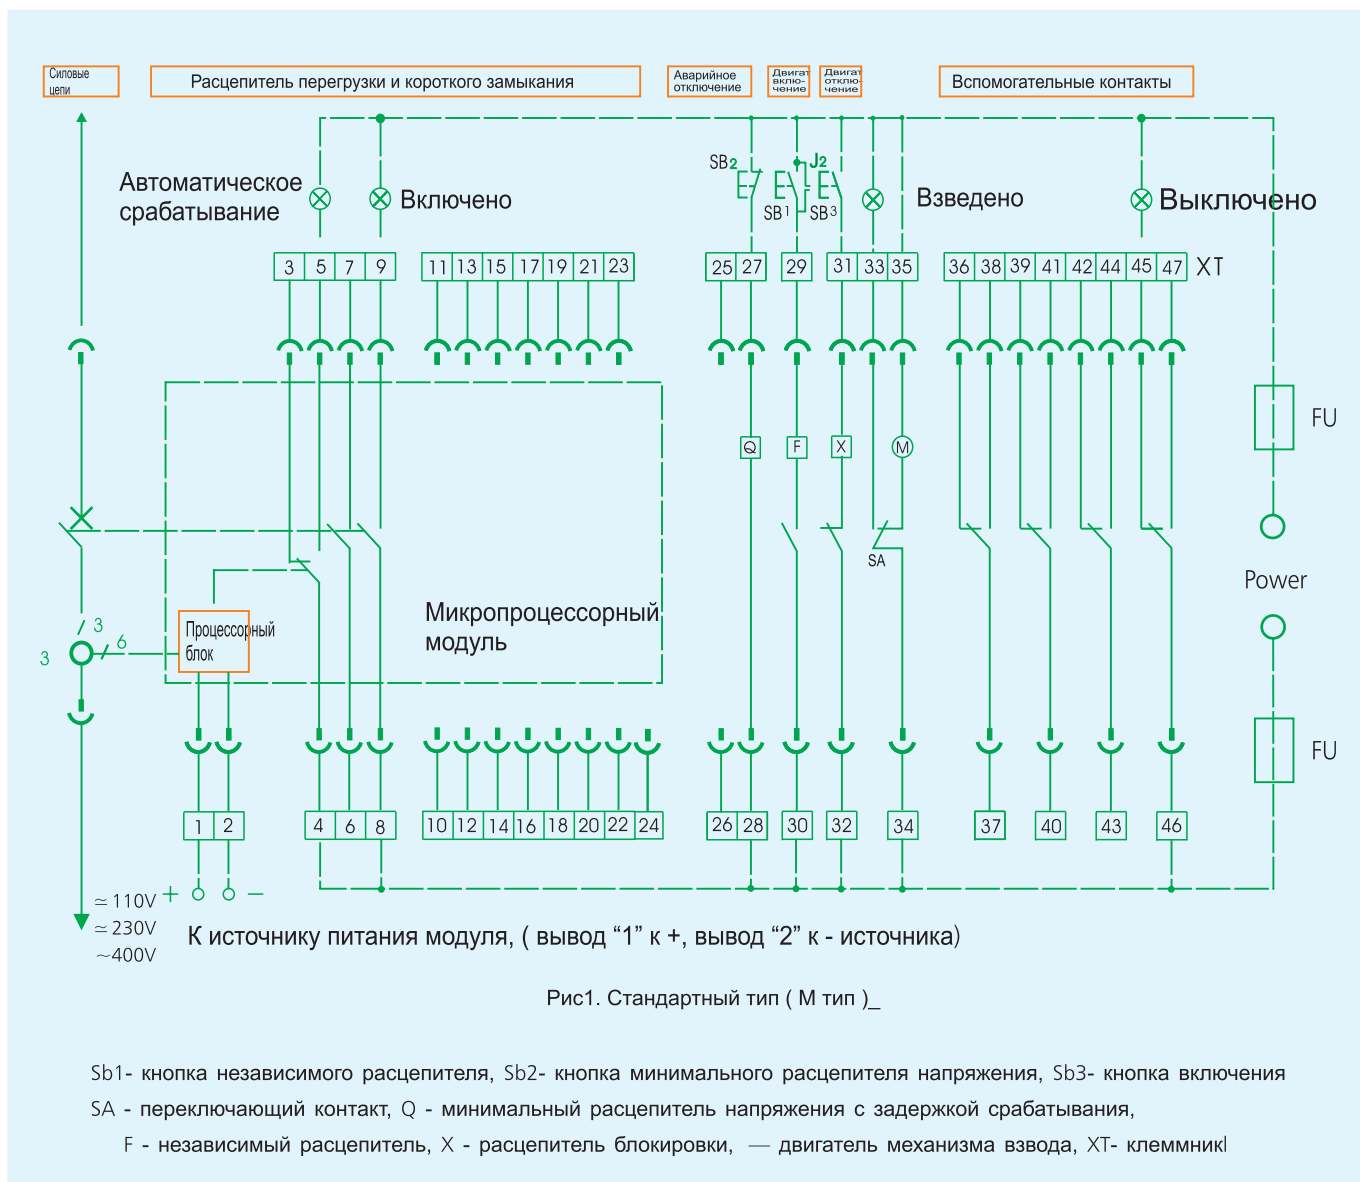 Силовые
цепи
Расцепитель перегрузки и короткого замыкания
Аварийное
отключение
Двигат
вклю-
чение
Двигат
отклю-
чение
Вспомогательные контакты
SB2
J2
SB1
SB3
Автоматическое
срабатывание
Включено
Взведено
Выключено
3 5 7 9 11 13 15 17 19 21 23 25 27 29 31 33 35 36 38 39 41 42 44 45 47 XT
FU
Q F X M
SA
Power
Микропроцессорный
модуль
Процессорный
блок
3
6
3
FU
1 2 4 6 8 10 12 14 16 18 20 22 24 26 28 30 32 34 37 40 43 46
+ −
≃110V
≃230V
~400V
К источнику питания модуля, ( вывод “1” к +, вывод “2” к - источника)
Рис1. Стандартный тип ( М тип )_
Sb1- кнопка независимого расцепителя, Sb2- кнопка минимального расцепителя напряжения, Sb3- кнопка включения
SA - переключающий контакт, Q - минимальный расцепитель напряжения с задержкой срабатывания,
F - независимый расцепитель, X - расцепитель блокировки, — двигатель механизма взвода, XT- клеммникl